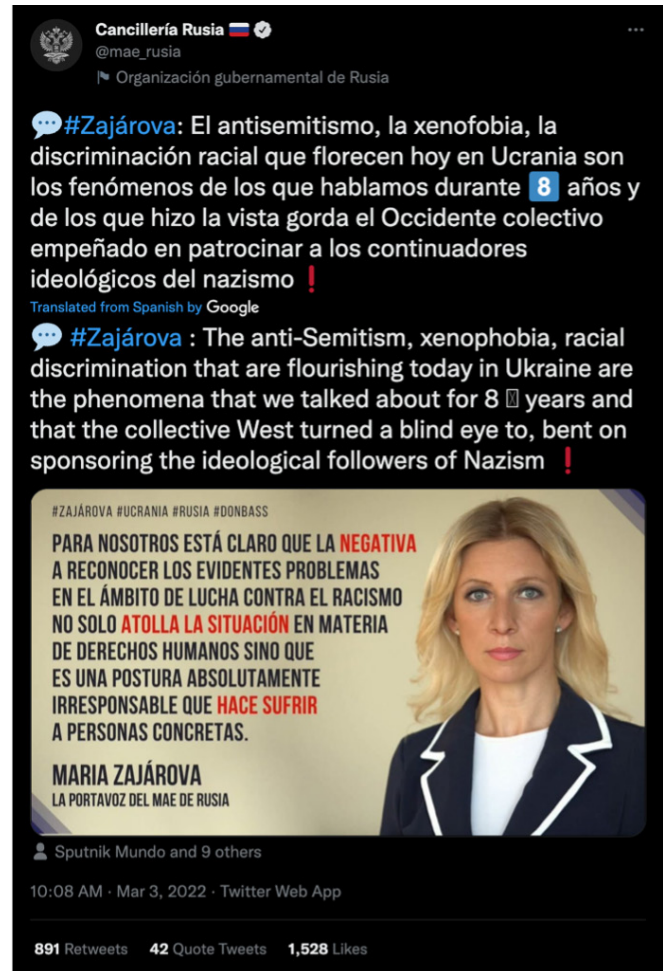 Cancillería Rusia 🇷🇺
@mae_rusia
Organización gubernamental de Rusia
💬#Zajárova: El antisemitismo, la xenofobia, la
discriminación racial que florecen hoy en Ucrania son
los fenómenos de los que hablamos durante 8️⃣ años y
de los que hizo la vista gorda el Occidente colectivo
empeñado en patrocinar a los continuadores
ideológicos del nazismo❗
Translated from Spanish by Google
💬 #Zajárova : The anti-Semitism, xenophobia, racial
discrimination that are flourishing today in Ukraine are
the phenomena that we talked about for 8 ⃣ years and
that the collective West turned a blind eye to, bent on
sponsoring the ideological followers of Nazism ❗
#ZAJÁROVA #UCRANIA #RUSIA #DONBASS
PARA NOSOTROS ESTÁ CLARO QUE LA NEGATIVA
A RECONOCER LOS EVIDENTES PROBLEMAS
EN EL ÁMBITO DE LUCHA CONTRA EL RACISMO
NO SOLO ATOLLA LA SITUACIÓN EN MATERIA
DE DERECHOS HUMANOS SINO QUE
ES UNA POSTURA ABSOLUTAMENTE
IRRESPONSABLE QUE HACE SUFRIR
A PERSONAS CONCRETAS.
MARIA ZAJÁROVA
LA PORTAVOZ DEL MAE DE RUSIA
Sputnik Mundo and 9 others
10:08 AM · Mar 3, 2022 · Twitter Web App
891 Retweets 42 Quote Tweets 1,528 Likes